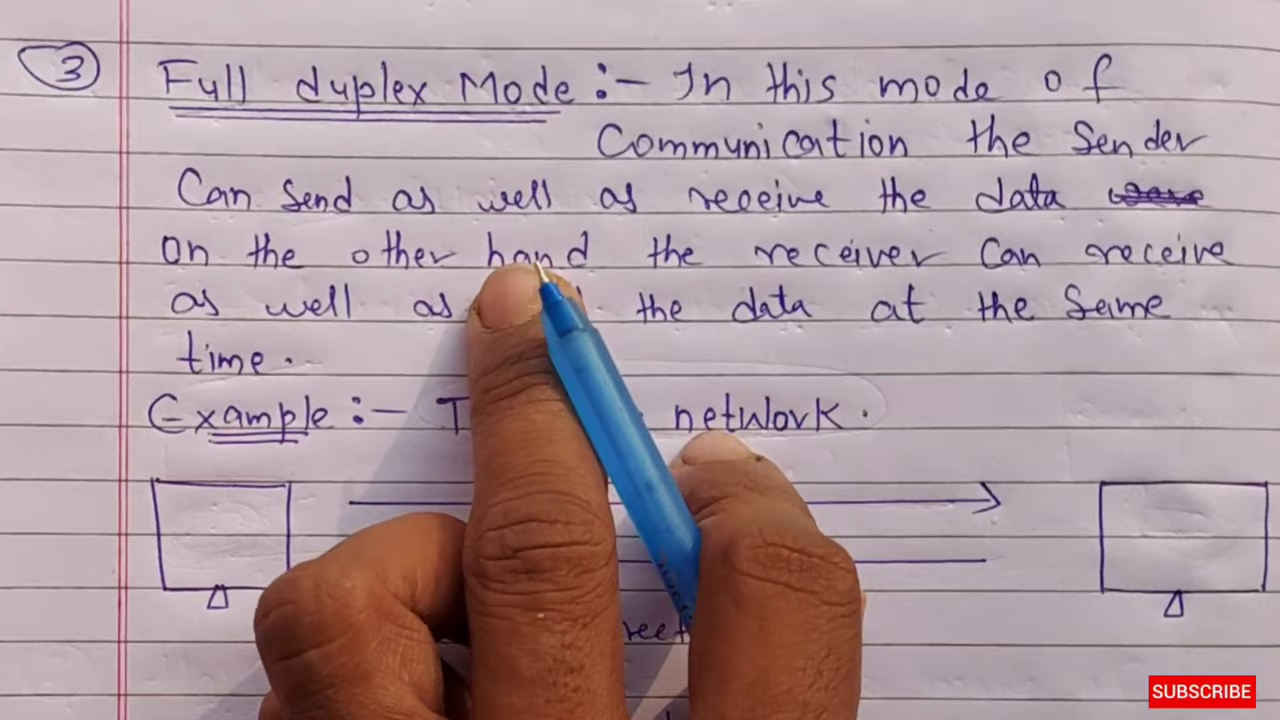 3 Full duplex Mode :- In this mode of
Communication the Sender
Can Send as well as receive the data
on the other hand the receiver Can receive
as well as the data at the Same
time.
Example :- network.
SUBSCRIBE